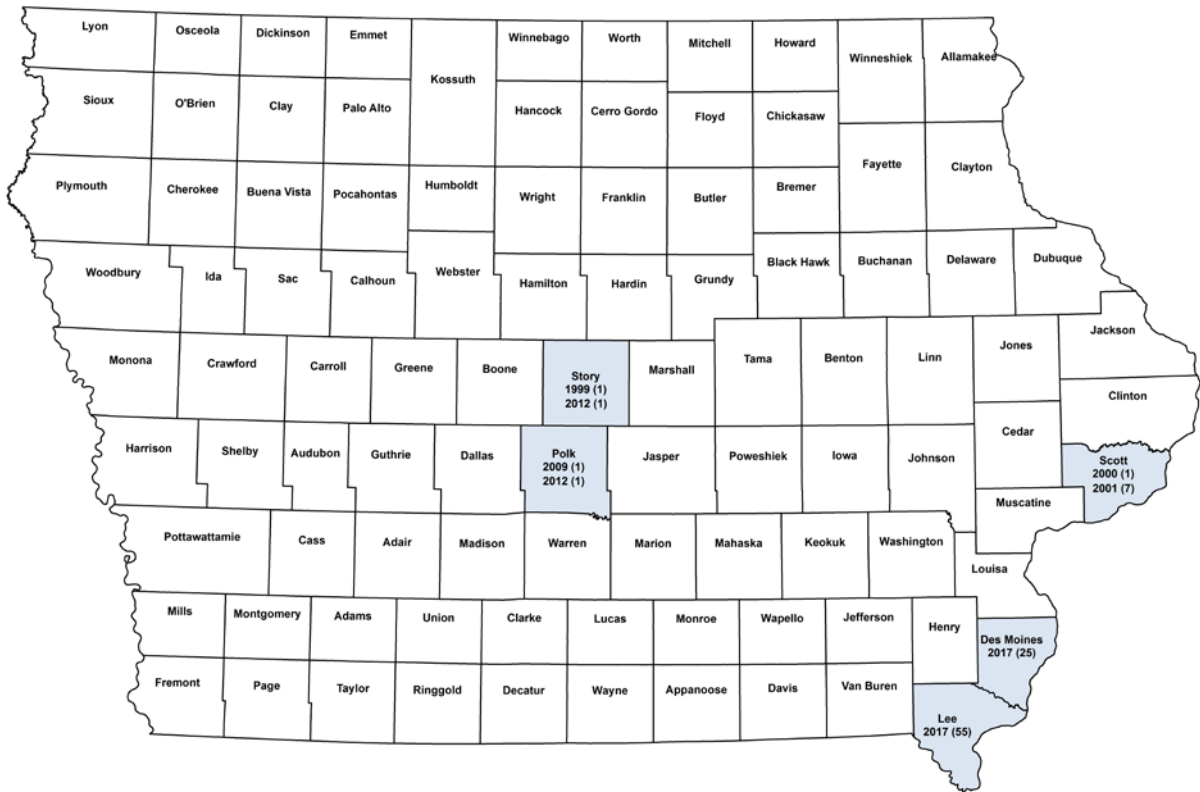 Lyon
Osceola
Dickinson
Emmet
Kossuth
Winnebago
Worth
Mitchell
Howard
Winneshiek
Allamakee
Sioux
O'Brien
Clay
Palo Alto
Hancock
Cerro Gordo
Floyd
Chickasaw
Fayette
Clayton
Plymouth
Cherokee
Buena Vista
Pocahontas
Humboldt
Wright
Franklin
Butler
Bremer
Woodbury
Ida
Sac
Calhoun
Webster
Hamilton
Hardin
Grundy
Black Hawk
Buchanan
Delaware
Dubuque
Monona
Crawford
Carroll
Greene
Boone
Story
1999 (1)
2012 (1)
Marshall
Tama
Benton
Linn
Jones
Jackson
Clinton
Harrison
Shelby
Audubon
Guthrie
Dallas
Polk
2009 (1)
2012 (1)
Jasper
Poweshiek
Iowa
Johnson
Cedar
Scott
2000 (1)
2001 (7)
Muscatine
Pottawattamie
Cass
Adair
Madison
Warren
Marion
Mahaska
Keokuk
Washington
Louisa
Mills
Montgomery
Adams
Union
Clarke
Lucas
Monroe
Wapello
Jefferson
Henry
Des Moines
2017 (25)
Fremont
Page
Taylor
Ringgold
Decatur
Wayne
Appanoose
Davis
Van Buren
Lee
2017 (55)